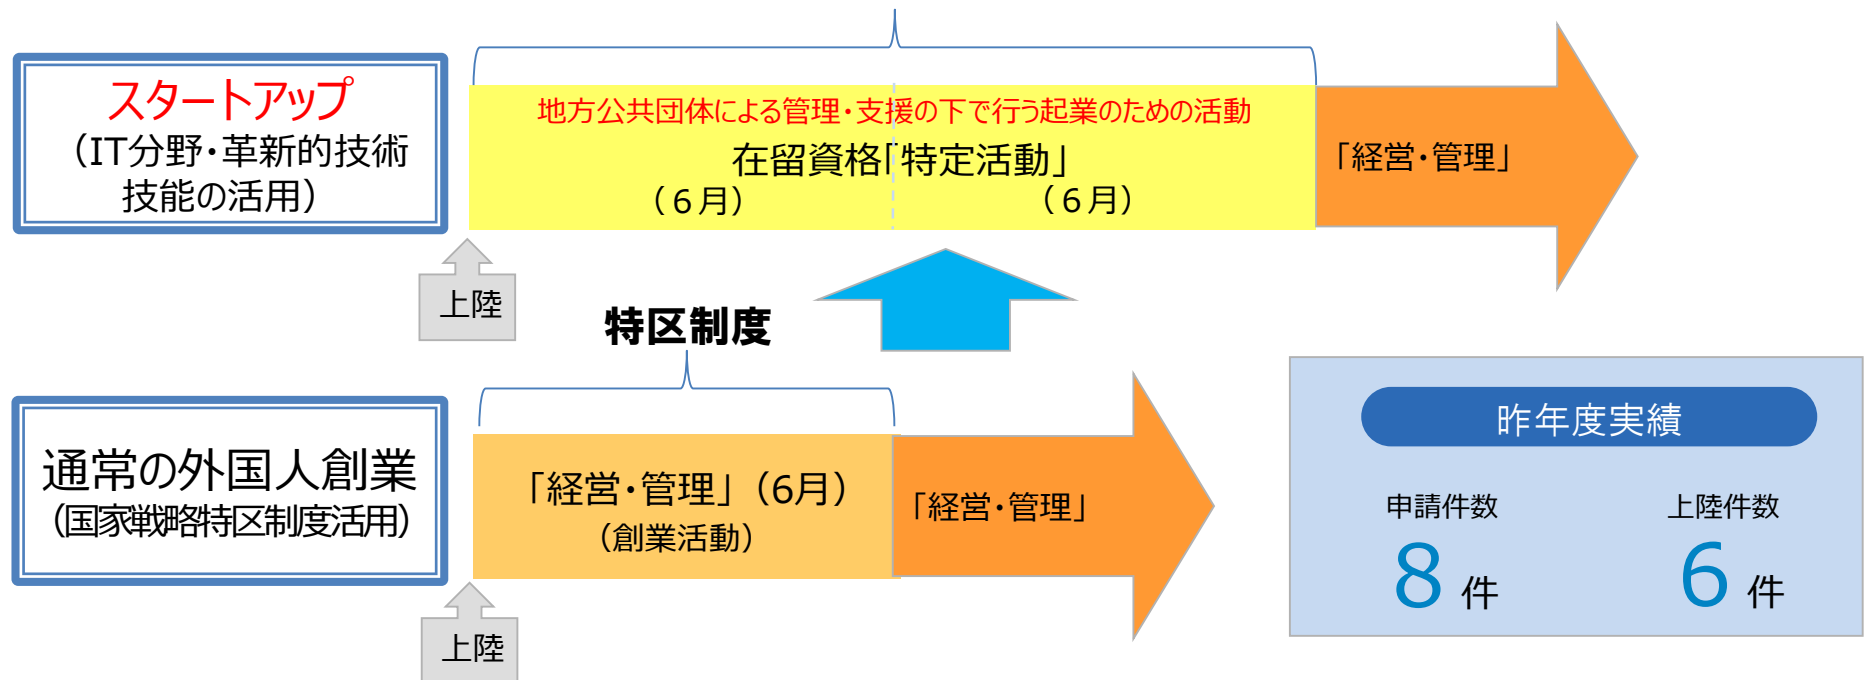 スタートアップ
（IT分野・革新的技術
技能の活用）
地方公共団体による管理・支援の下で行う起業のための活動
在留資格「特定活動」
（６月）
（６月）
「経営・管理」
上陸
特区制度
通常の外国人創業
（国家戦略特区制度活用）
「経営・管理」（6月）
（創業活動）
「経営・管理」
上陸
昨年度実績
申請件数
上陸件数
8 件
6 件